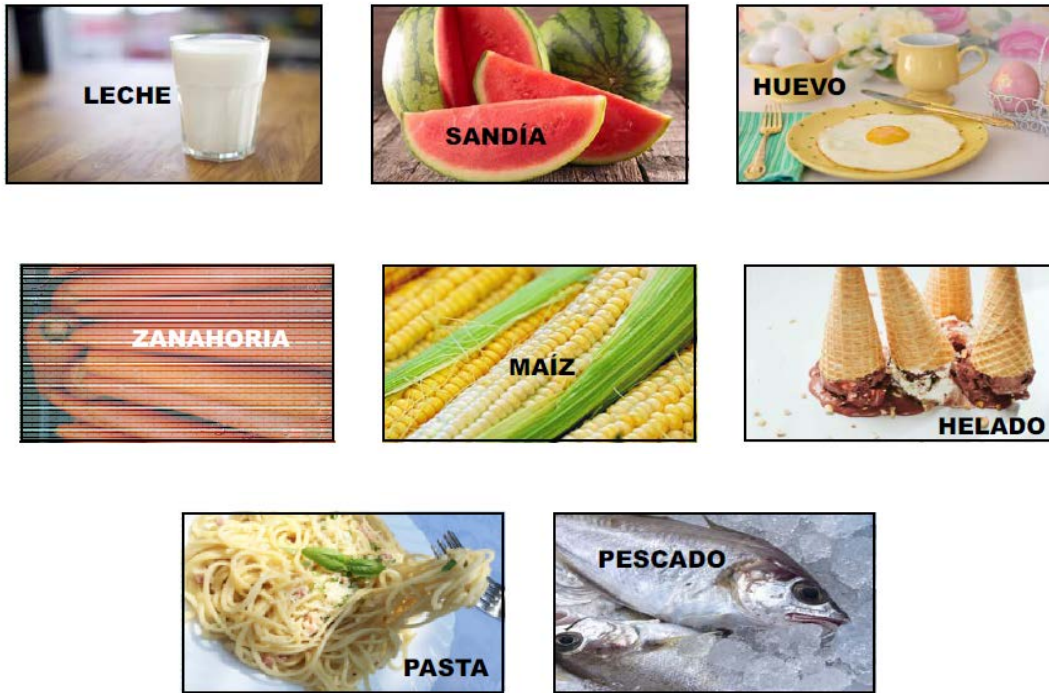 LECHE
SANDÍA
HUEVO
ZANAHORIA
MAÍZ
HELADO
PASTA
PESCADO